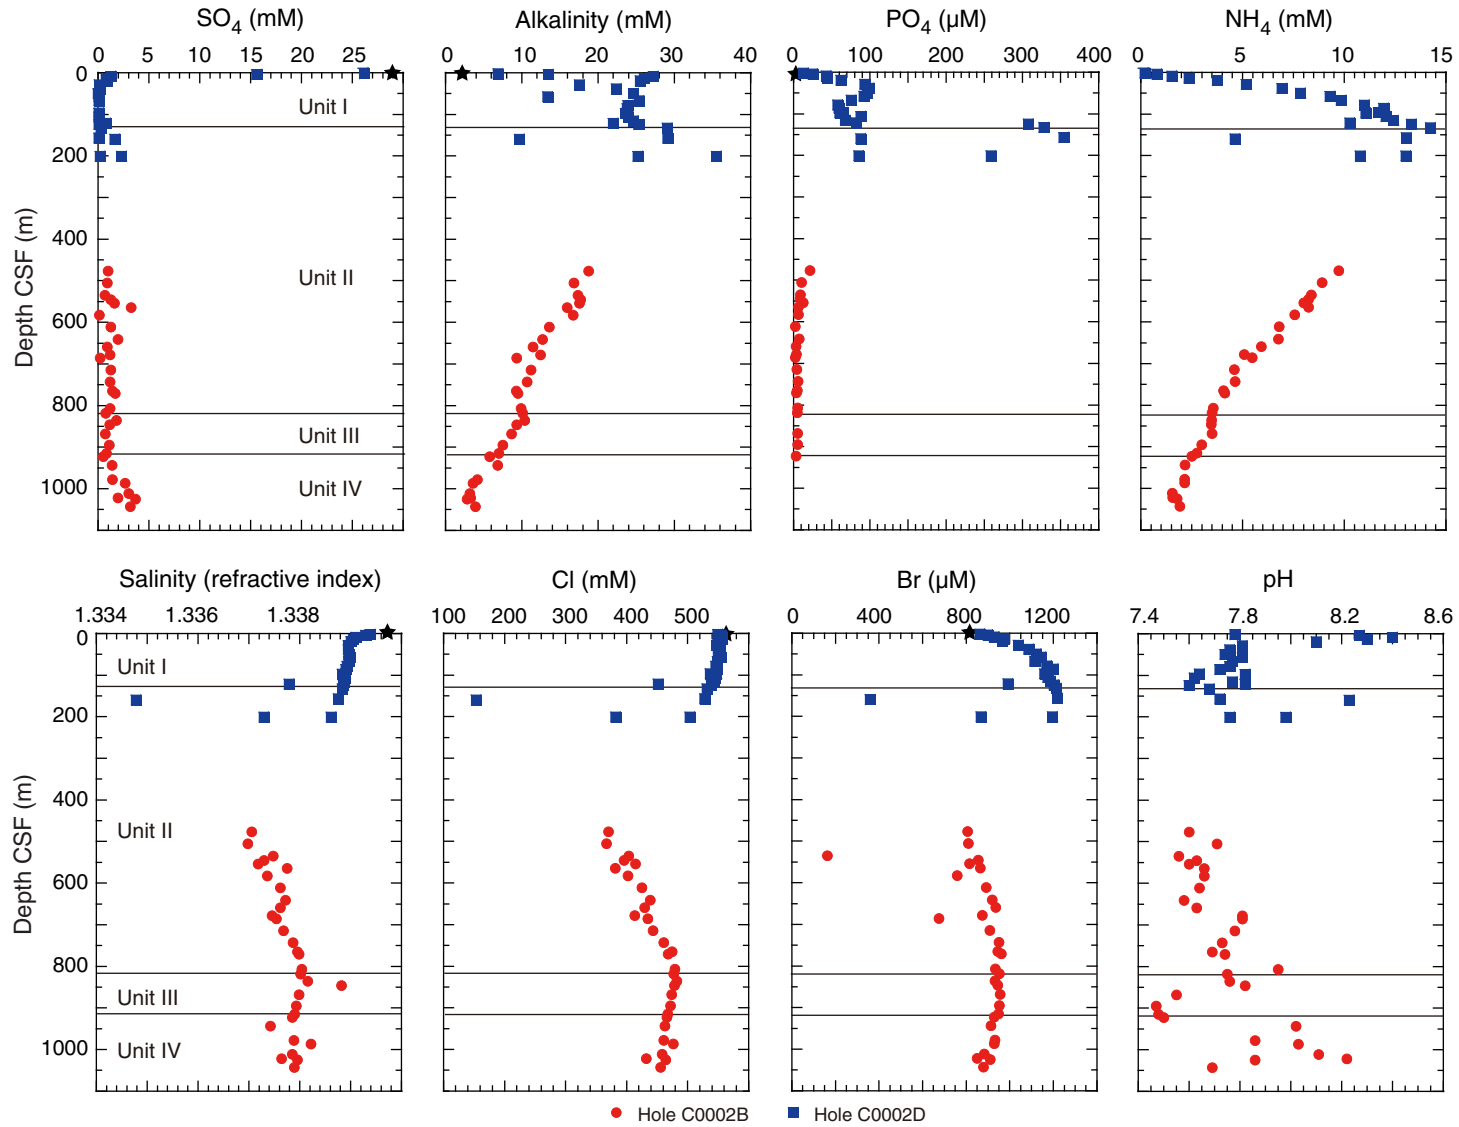 SO4 (mM) Alkalinity (mM) PO4 (µM) NH4 (mM)
0 5 10 15 20 25 0 10 20 30 40 0 100 200 300 400 0 5 10 15
0
Unit I
200
400
Unit II
600
800
Unit III
Unit IV
1000
Depth CSF (m)
Salinity (refractive index) Cl (mM) Br (µM) pH
1.334 1.336 1.338 100 200 300 400 500 0 400 800 1200 7.4 7.8 8.2 8.6
0
Unit I
200
400
Unit II
600
800
Unit III
Unit IV
1000
Depth CSF (m)
Hole C0002B Hole C0002D